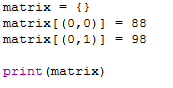 matrix = {}
matrix[(0,0)] = 88
matrix[(0,1)] = 98
print(matrix)